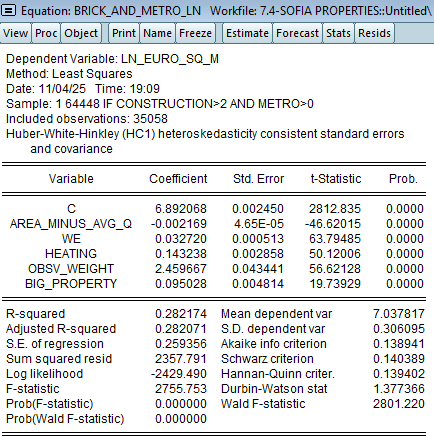 Equation: BRICK_AND_METRO_LN Workfile: 7.4-SOFIA PROPERTIES::Untitled\
View Proc Object Print Name Freeze Estimate Forecast Stats Resids
Dependent Variable: LN_EURO_SQ_M
Method: Least Squares
Date: 11/04/25 Time: 19:09
Sample: 1 64448 IF CONSTRUCTION>2 AND METRO>0
Included observations: 35058
Huber-White-Hinkley (HC1) heteroskedasticity consistent standard errors
and covariance
Variable Coefficient Std. Error t-Statistic Prob.
C 6.892068 0.002450 2812.835 0.0000
AREA_MINUS_AVG_Q -0.002169 4.65E-05 -46.62015 0.0000
WE 0.032720 0.000513 63.79485 0.0000
HEATING 0.143238 0.002858 50.12006 0.0000
OBSV_WEIGHT 2.459667 0.043441 56.62128 0.0000
BIG_PROPERTY 0.095028 0.004814 19.73929 0.0000
R-squared 0.282174 Mean dependent var 7.037817
Adjusted R-squared 0.282071 S.D. dependent var 0.306095
S.E. of regression 0.259356 Akaike info criterion 0.138941
Sum squared resid 2357.791 Schwarz criterion 0.140389
Log likelihood -2429.490 Hannan-Quinn criter. 0.139402
F-statistic 2755.753 Durbin-Watson stat 1.377366
Prob(F-statistic) 0.000000 Wald F-statistic 2801.220
Prob(Wald F-statistic) 0.000000